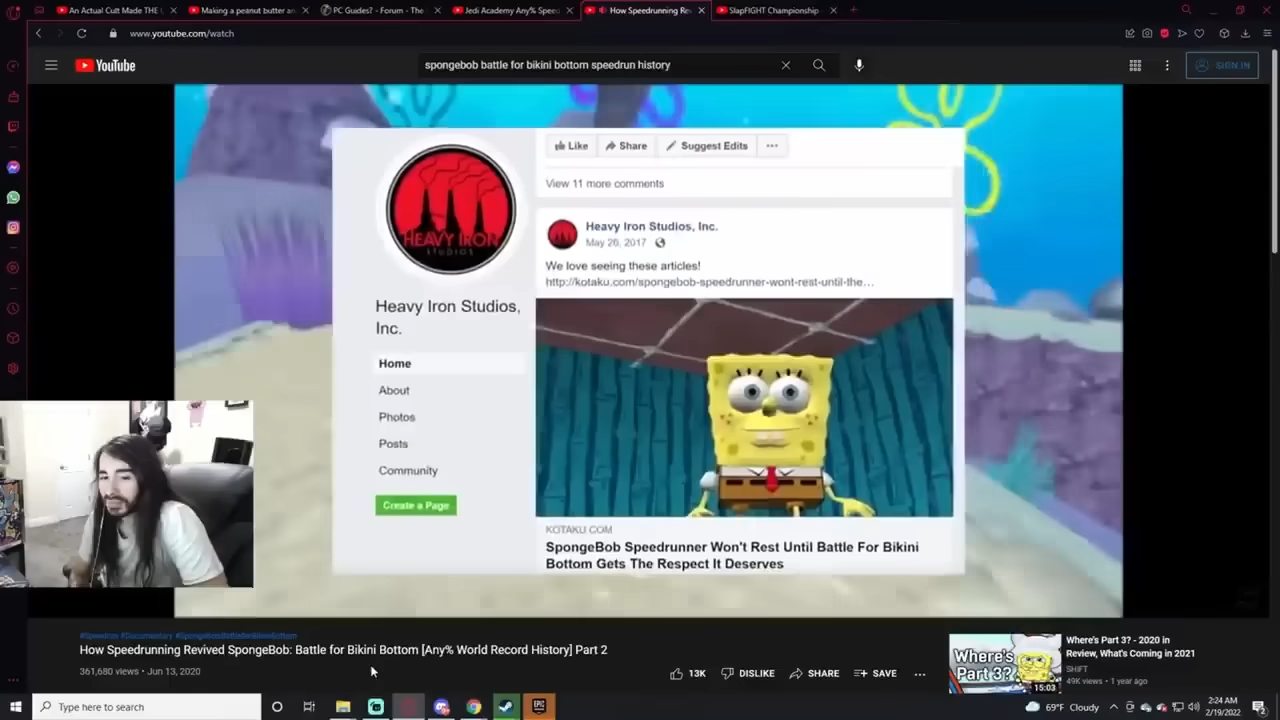 An Actual Cult Made THE
Making a peanut butter an
PC Guides? - Forum - The
Jedi Academy Any% Speed
How Speedrunning Re
SlapFIGHT Championship
www.youtube.com/watch
YouTube
spongebob battle for bikini bottom speedrun history
SIGN IN
Like
Share
Suggest Edits
View 11 more comments
Heavy Iron Studios, Inc.
May 26, 2017
We love seeing these articles!
http://kotaku.com/spongebob-speedrunner-wont-rest-until-the…
HEAVY IRON
STUDIOS
Heavy Iron Studios,
Inc.
Home
About
Photos
Posts
Community
Create a Page
KOTAKU.COM
SpongeBob Speedrunner Won't Rest Until Battle For Bikini
Bottom Gets The Respect It Deserves
#Speedrun #Documentary #SpongebobBattleforBikiniBottom
How Speedrunning Revived SpongeBob: Battle for Bikini Bottom [Any% World Record History] Part 2
361,680 views • Jun 13, 2020
13K
DISLIKE
SHARE
SAVE
Where's
Part 3?
15:03
Where's Part 3? - 2020 in
Review, What's Coming in 2021
SHiFT
49K views • 1 year ago
Type here to search
69°F Cloudy
2:24 AM
2/19/2022